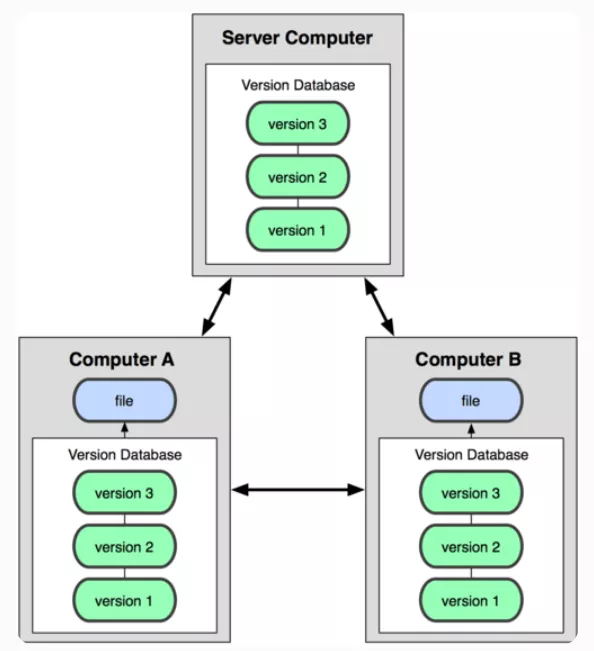 Server Computer
Version Database
version 3
version 2
version 1
Computer A
file
Version Database
version 3
version 2
version 1
Computer B
file
Version Database
version 3
version 2
version 1